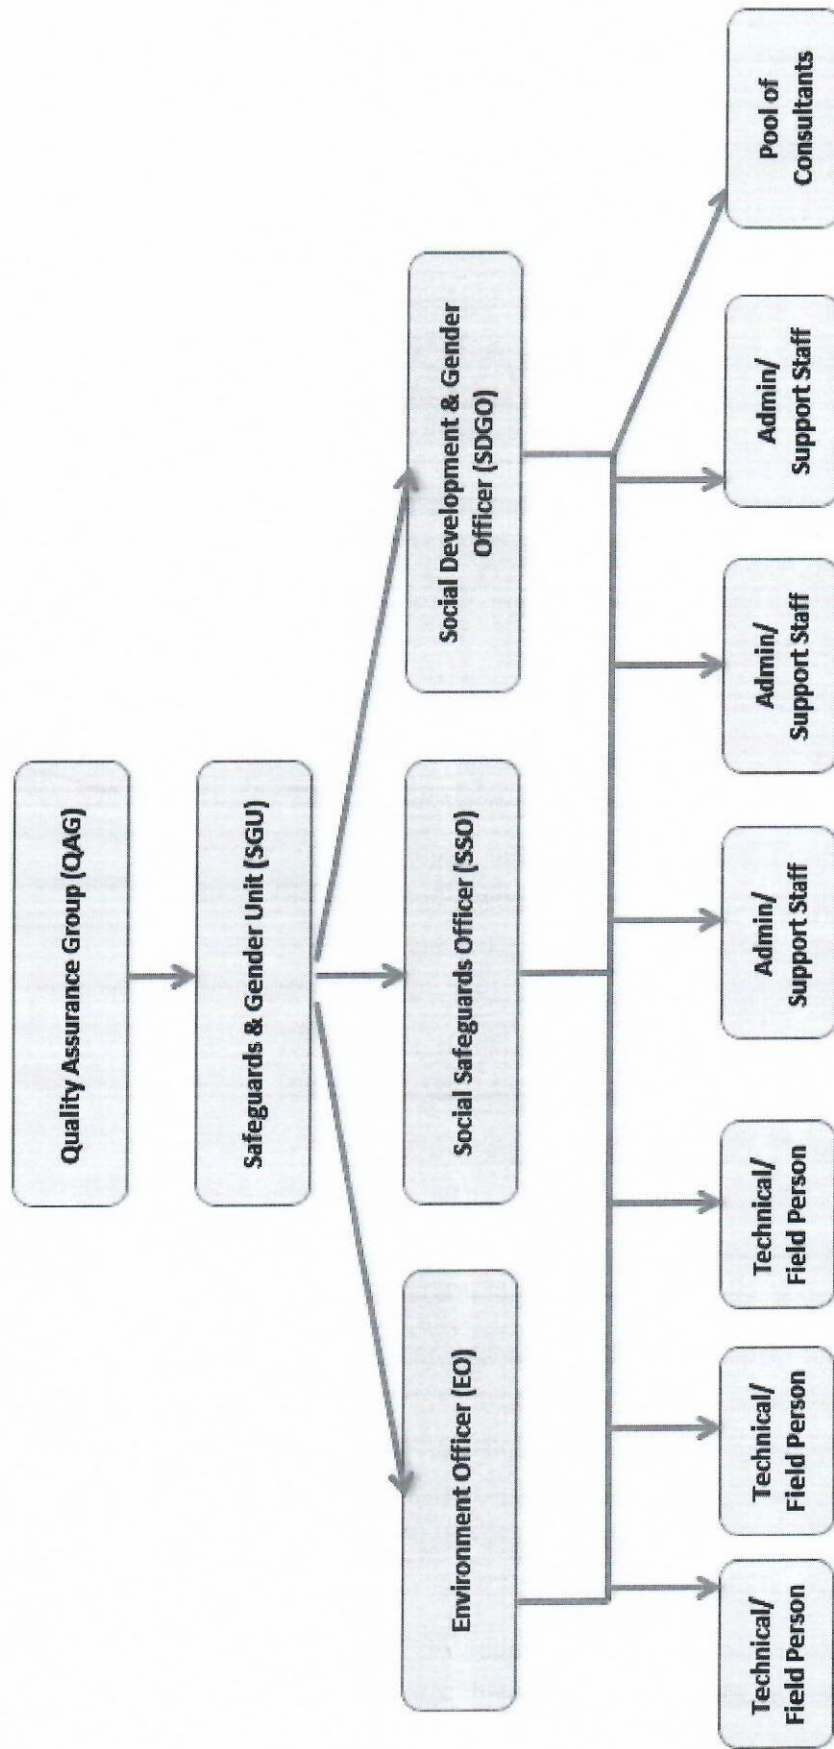 Quality Assurance Group (QAG)
Safeguards & Gender Unit (SGU)
Environment Officer (EO)
Social Safeguards Officer (SSO)
Social Development & Gender
Officer (SDGO)
Technical/
Field Person
Technical/
Field Person
Technical/
Field Person
Admin/
Support Staff
Admin/
Support Staff
Admin/
Support Staff
Pool of
Consultants